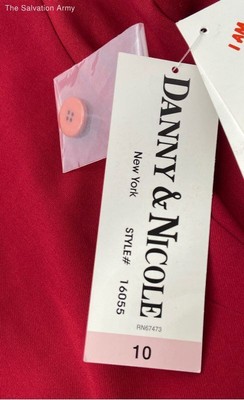 The Salvation Army
I AM
DANNY & NICOLE
New York
STYLE# 16055
RN67473
10